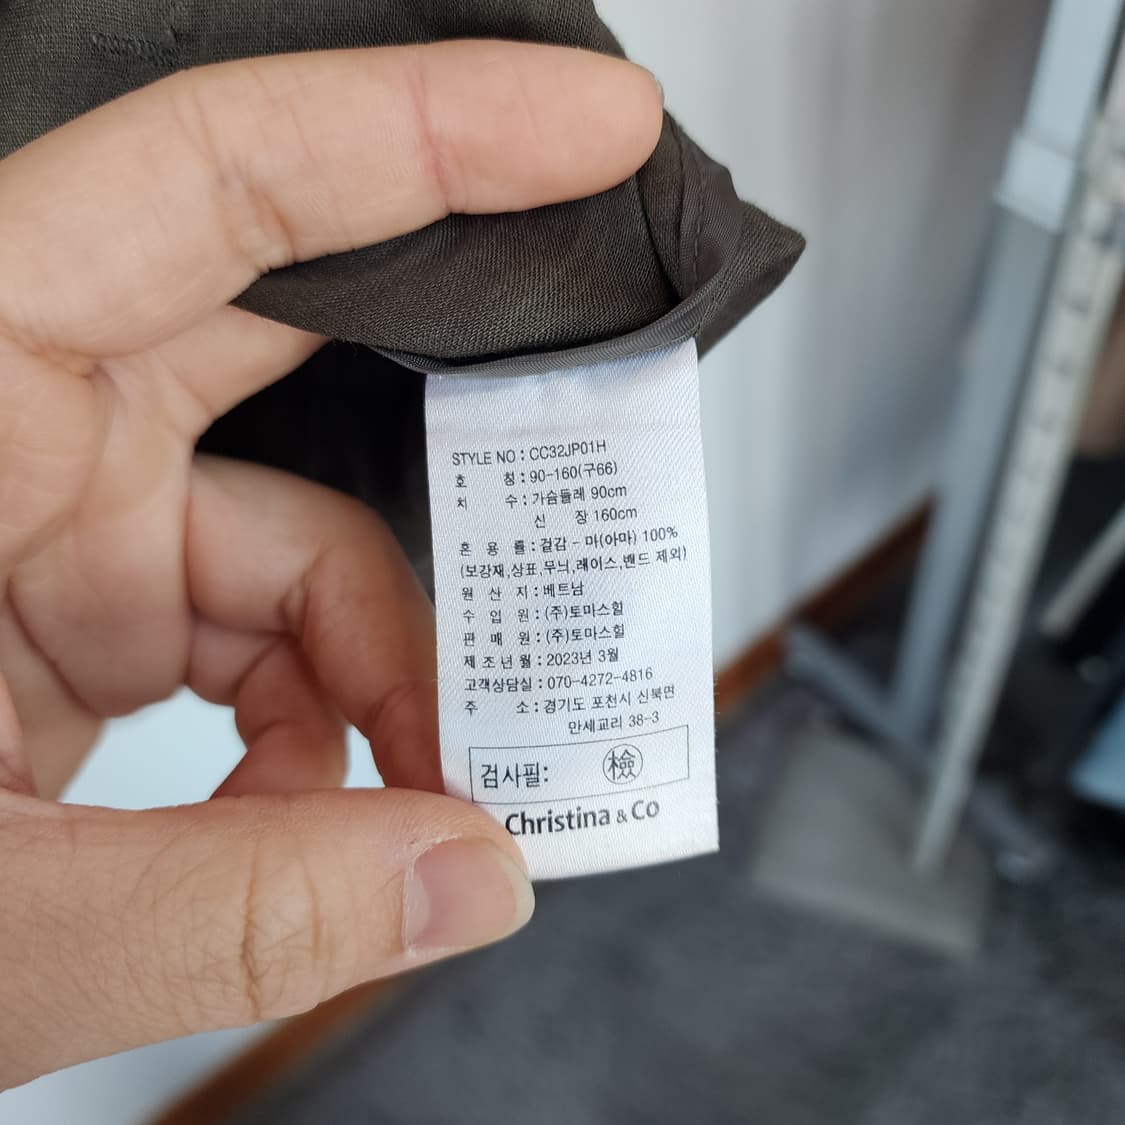 STYLE NO : CC32JP01H
호 칭 : 90-160(구66)
치 수 : 가슴둘레 90cm
신 장 160cm
혼 용 률 : 겉감 - 마(아마) 100%
(보강재,상표,무늬,레이스,밴드 제외)
원 산 지 : 베트남
수 입 원 : (주)토마스힐
판 매 원 : (주)토마스힐
제 조 년 월 : 2023년 3월
고객상담실 : 070-4272-4816
주 소 : 경기도 포천시 신북면
만세교리 38-3
검사필: 檢
Christina & Co